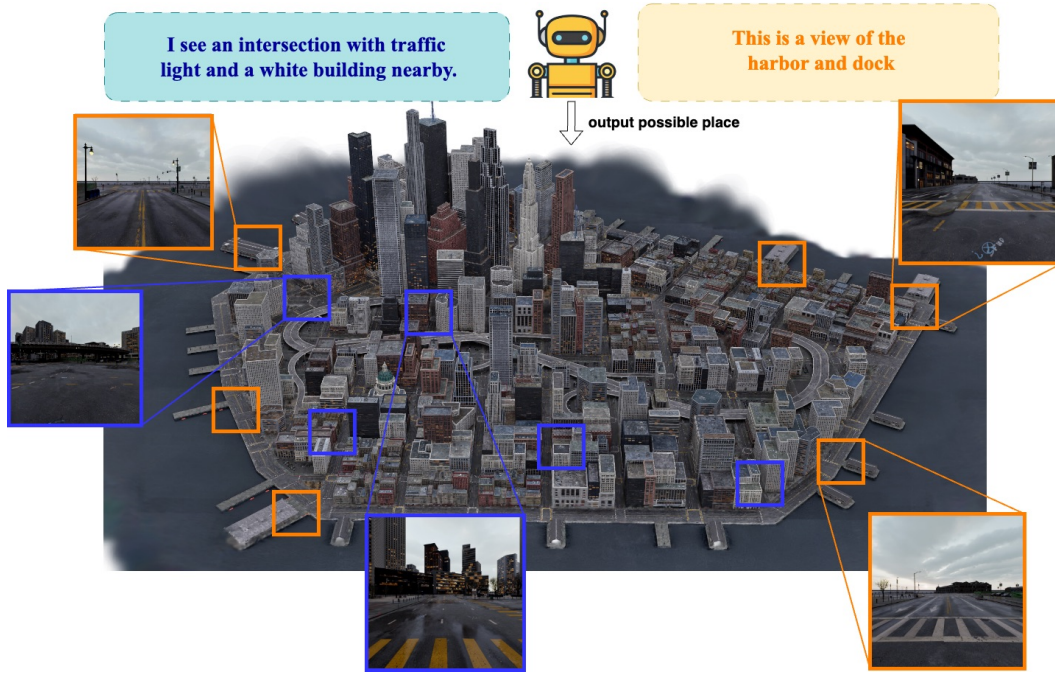 I see an intersection with traffic
light and a white building nearby.
This is a view of the
harbor and dock
output possible place